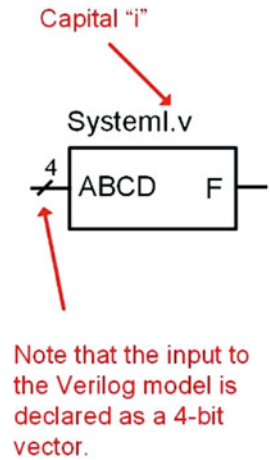 Capital “i”
SystemI.v
4
ABCD F
Note that the input to
the Verilog model is
declared as a 4-bit
vector.